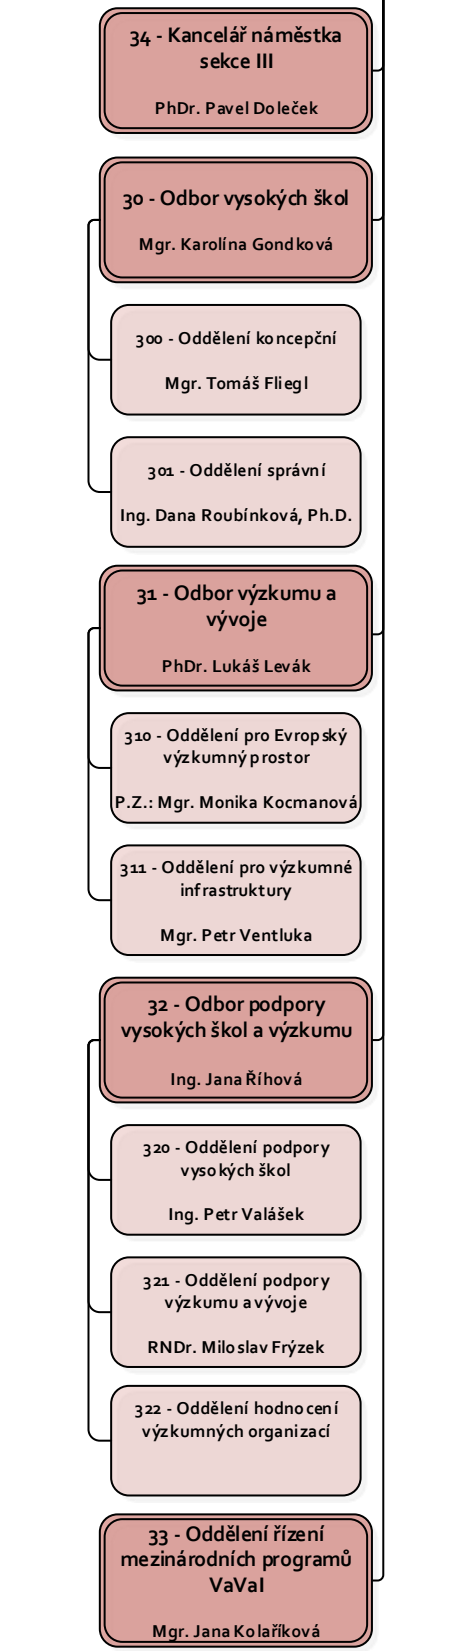 34 - Kancelář náměstka
sekce III
PhDr. Pavel Doleček
30 - Odbor vysokých škol
Mgr. Karolína Gondková
300 - Oddělení koncepční
Mgr. Tomáš Fliegl
301 - Oddělení správní
Ing. Dana Roubínková, Ph.D.
31 - Odbor výzkumu a
vývoje
PhDr. Lukáš Levák
310 - Oddělení pro Evropský
výzkumný prostor
P.Z.: Mgr. Monika Kocmanová
311 - Oddělení pro výzkumné
infrastruktury
Mgr. Petr Ventluka
32 - Odbor podpory
vysokých škol a výzkumu
Ing. Jana Říhová
320 - Oddělení podpory
vysokých škol
Ing. Petr Valášek
321 - Oddělení podpory
výzkumu a vývoje
RNDr. Miloslav Frýzek
322 - Oddělení hodnocení
výzkumných organizací
33 - Oddělení řízení
mezinárodních programů
VaVaI
Mgr. Jana Kolaříková